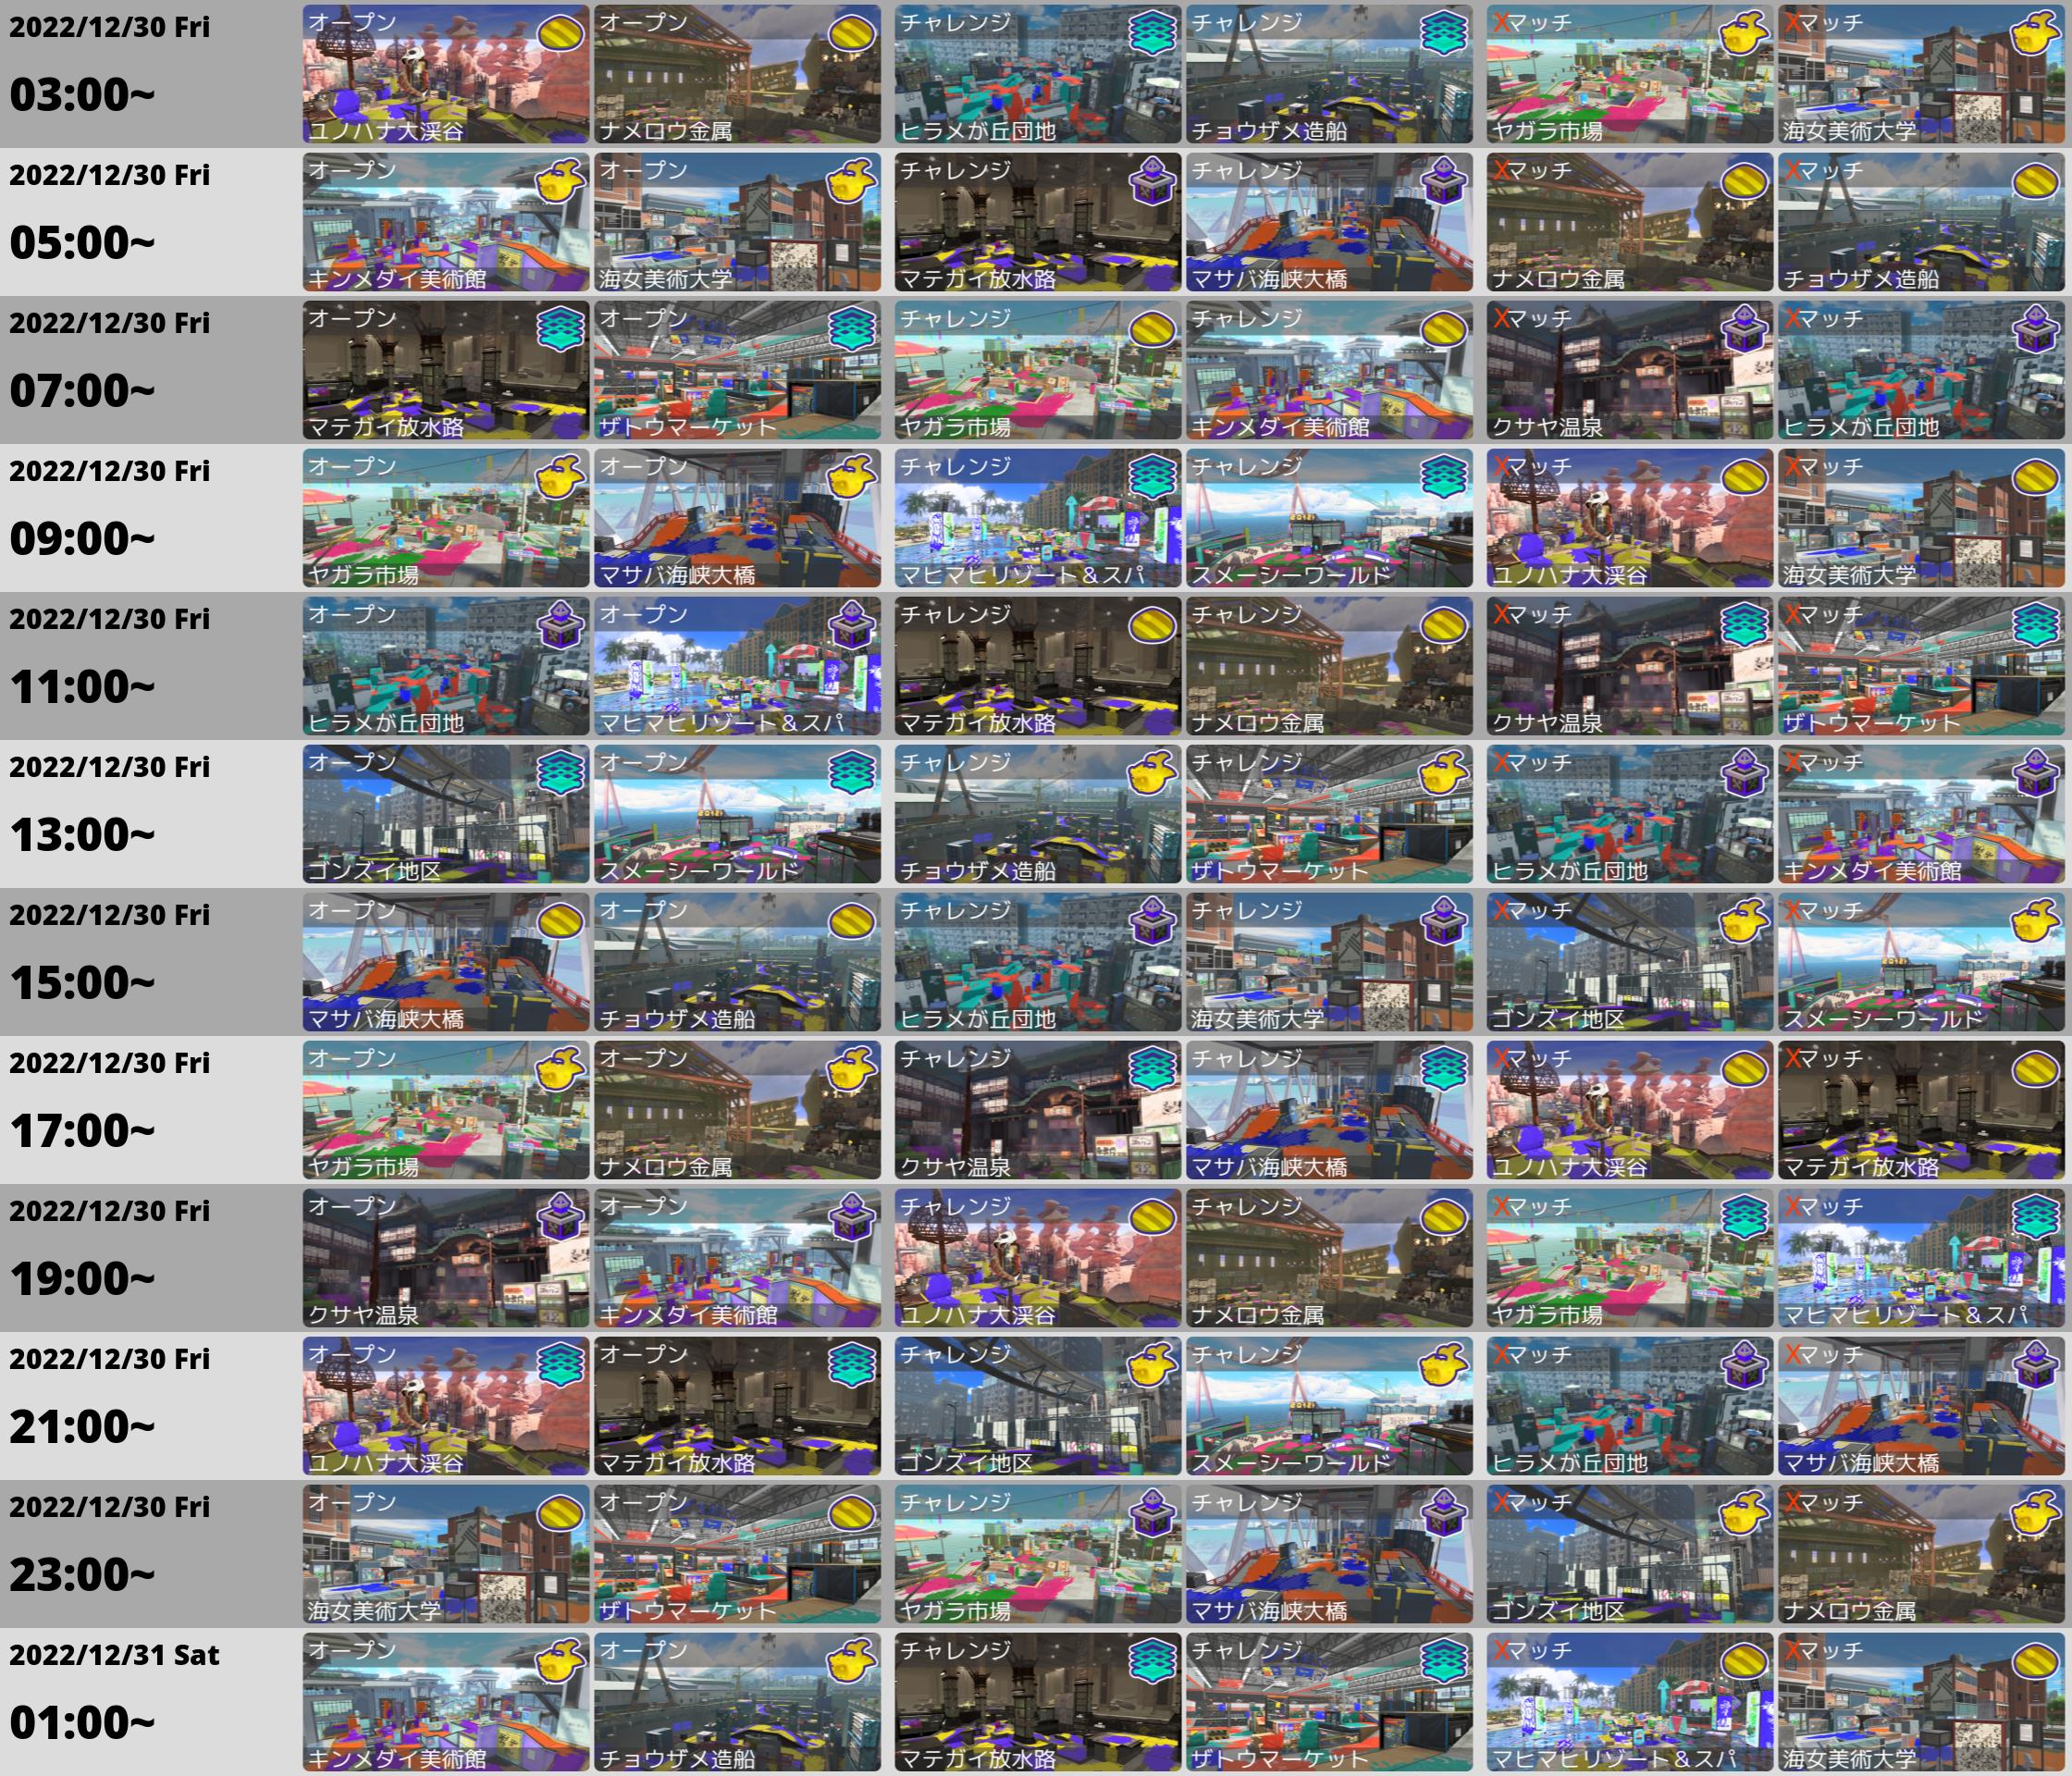 2022/12/30 Fri
03:00~
オープン
ユノハナ大渓谷
オープン
ナメロウ金属
チャレンジ
ヒラメが丘団地
チャレンジ
チョウザメ造船
Xマッチ
ヤガラ市場
Xマッチ
海女美術大学
2022/12/30 Fri
05:00~
オープン
キンメダイ美術館
オープン
海女美術大学
チャレンジ
マテガイ放水路
チャレンジ
マサバ海峡大橋
Xマッチ
ナメロウ金属
Xマッチ
チョウザメ造船
2022/12/30 Fri
07:00~
オープン
マテガイ放水路
オープン
ザトウマーケット
チャレンジ
ヤガラ市場
チャレンジ
キンメダイ美術館
Xマッチ
クサヤ温泉
Xマッチ
ヒラメが丘団地
2022/12/30 Fri
09:00~
オープン
ヤガラ市場
オープン
マサバ海峡大橋
チャレンジ
マヒマヒリゾート＆スパ
チャレンジ
スメーシーワールド
Xマッチ
ユノハナ大渓谷
Xマッチ
海女美術大学
2022/12/30 Fri
11:00~
オープン
ヒラメが丘団地
オープン
マヒマヒリゾート＆スパ
チャレンジ
マテガイ放水路
チャレンジ
ナメロウ金属
Xマッチ
クサヤ温泉
Xマッチ
ザトウマーケット
2022/12/30 Fri
13:00~
オープン
ゴンズイ地区
オープン
スメーシーワールド
チャレンジ
チョウザメ造船
チャレンジ
ザトウマーケット
Xマッチ
ヒラメが丘団地
Xマッチ
キンメダイ美術館
2022/12/30 Fri
15:00~
オープン
マサバ海峡大橋
オープン
チョウザメ造船
チャレンジ
ヒラメが丘団地
チャレンジ
海女美術大学
Xマッチ
ゴンズイ地区
Xマッチ
スメーシーワールド
2022/12/30 Fri
17:00~
オープン
ヤガラ市場
オープン
ナメロウ金属
チャレンジ
クサヤ温泉
チャレンジ
マサバ海峡大橋
Xマッチ
ユノハナ大渓谷
Xマッチ
マテガイ放水路
2022/12/30 Fri
19:00~
オープン
クサヤ温泉
オープン
キンメダイ美術館
チャレンジ
ユノハナ大渓谷
チャレンジ
ナメロウ金属
Xマッチ
ヤガラ市場
Xマッチ
マヒマヒリゾート＆スパ
2022/12/30 Fri
21:00~
オープン
ユノハナ大渓谷
オープン
マテガイ放水路
チャレンジ
ゴンズイ地区
チャレンジ
スメーシーワールド
Xマッチ
ヒラメが丘団地
Xマッチ
マサバ海峡大橋
2022/12/30 Fri
23:00~
オープン
海女美術大学
オープン
ザトウマーケット
チャレンジ
ヤガラ市場
チャレンジ
マサバ海峡大橋
Xマッチ
ゴンズイ地区
Xマッチ
ナメロウ金属
2022/12/31 Sat
01:00~
オープン
キンメダイ美術館
オープン
チョウザメ造船
チャレンジ
マテガイ放水路
チャレンジ
ザトウマーケット
Xマッチ
マヒマヒリゾート＆スパ
Xマッチ
海女美術大学